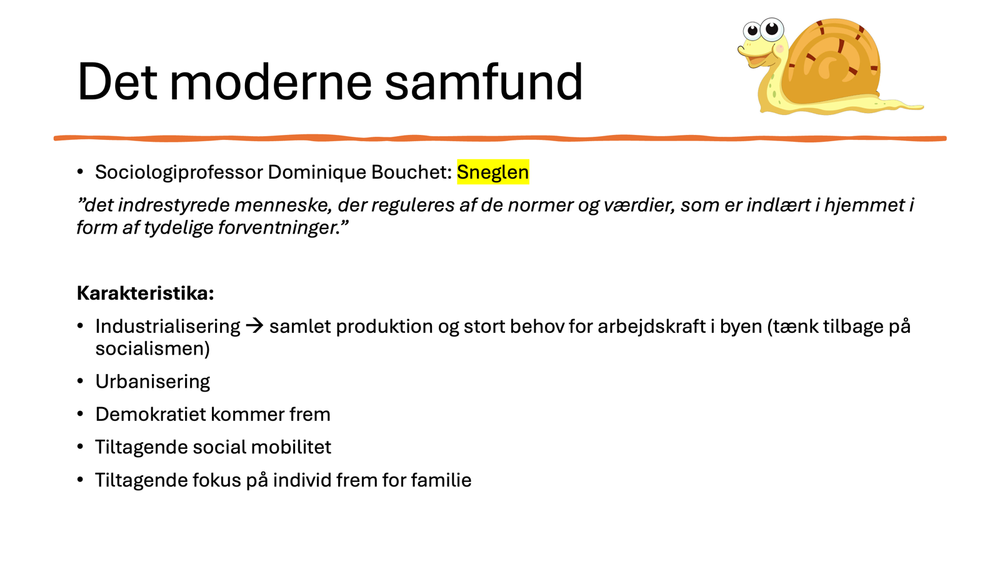 Det moderne samfund
• Sociologiprofessor Dominique Bouchet: Sneglen
”det indrestyrede menneske, der reguleres af de normer og værdier, som er indlært i hjemmet i
form af tydelige forventninger.”
Karakteristika:
• Industrialisering → samlet produktion og stort behov for arbejdskraft i byen (tænk tilbage på
socialismen)
• Urbanisering
• Demokratiet kommer frem
• Tiltagende social mobilitet
• Tiltagende fokus på individ frem for familie